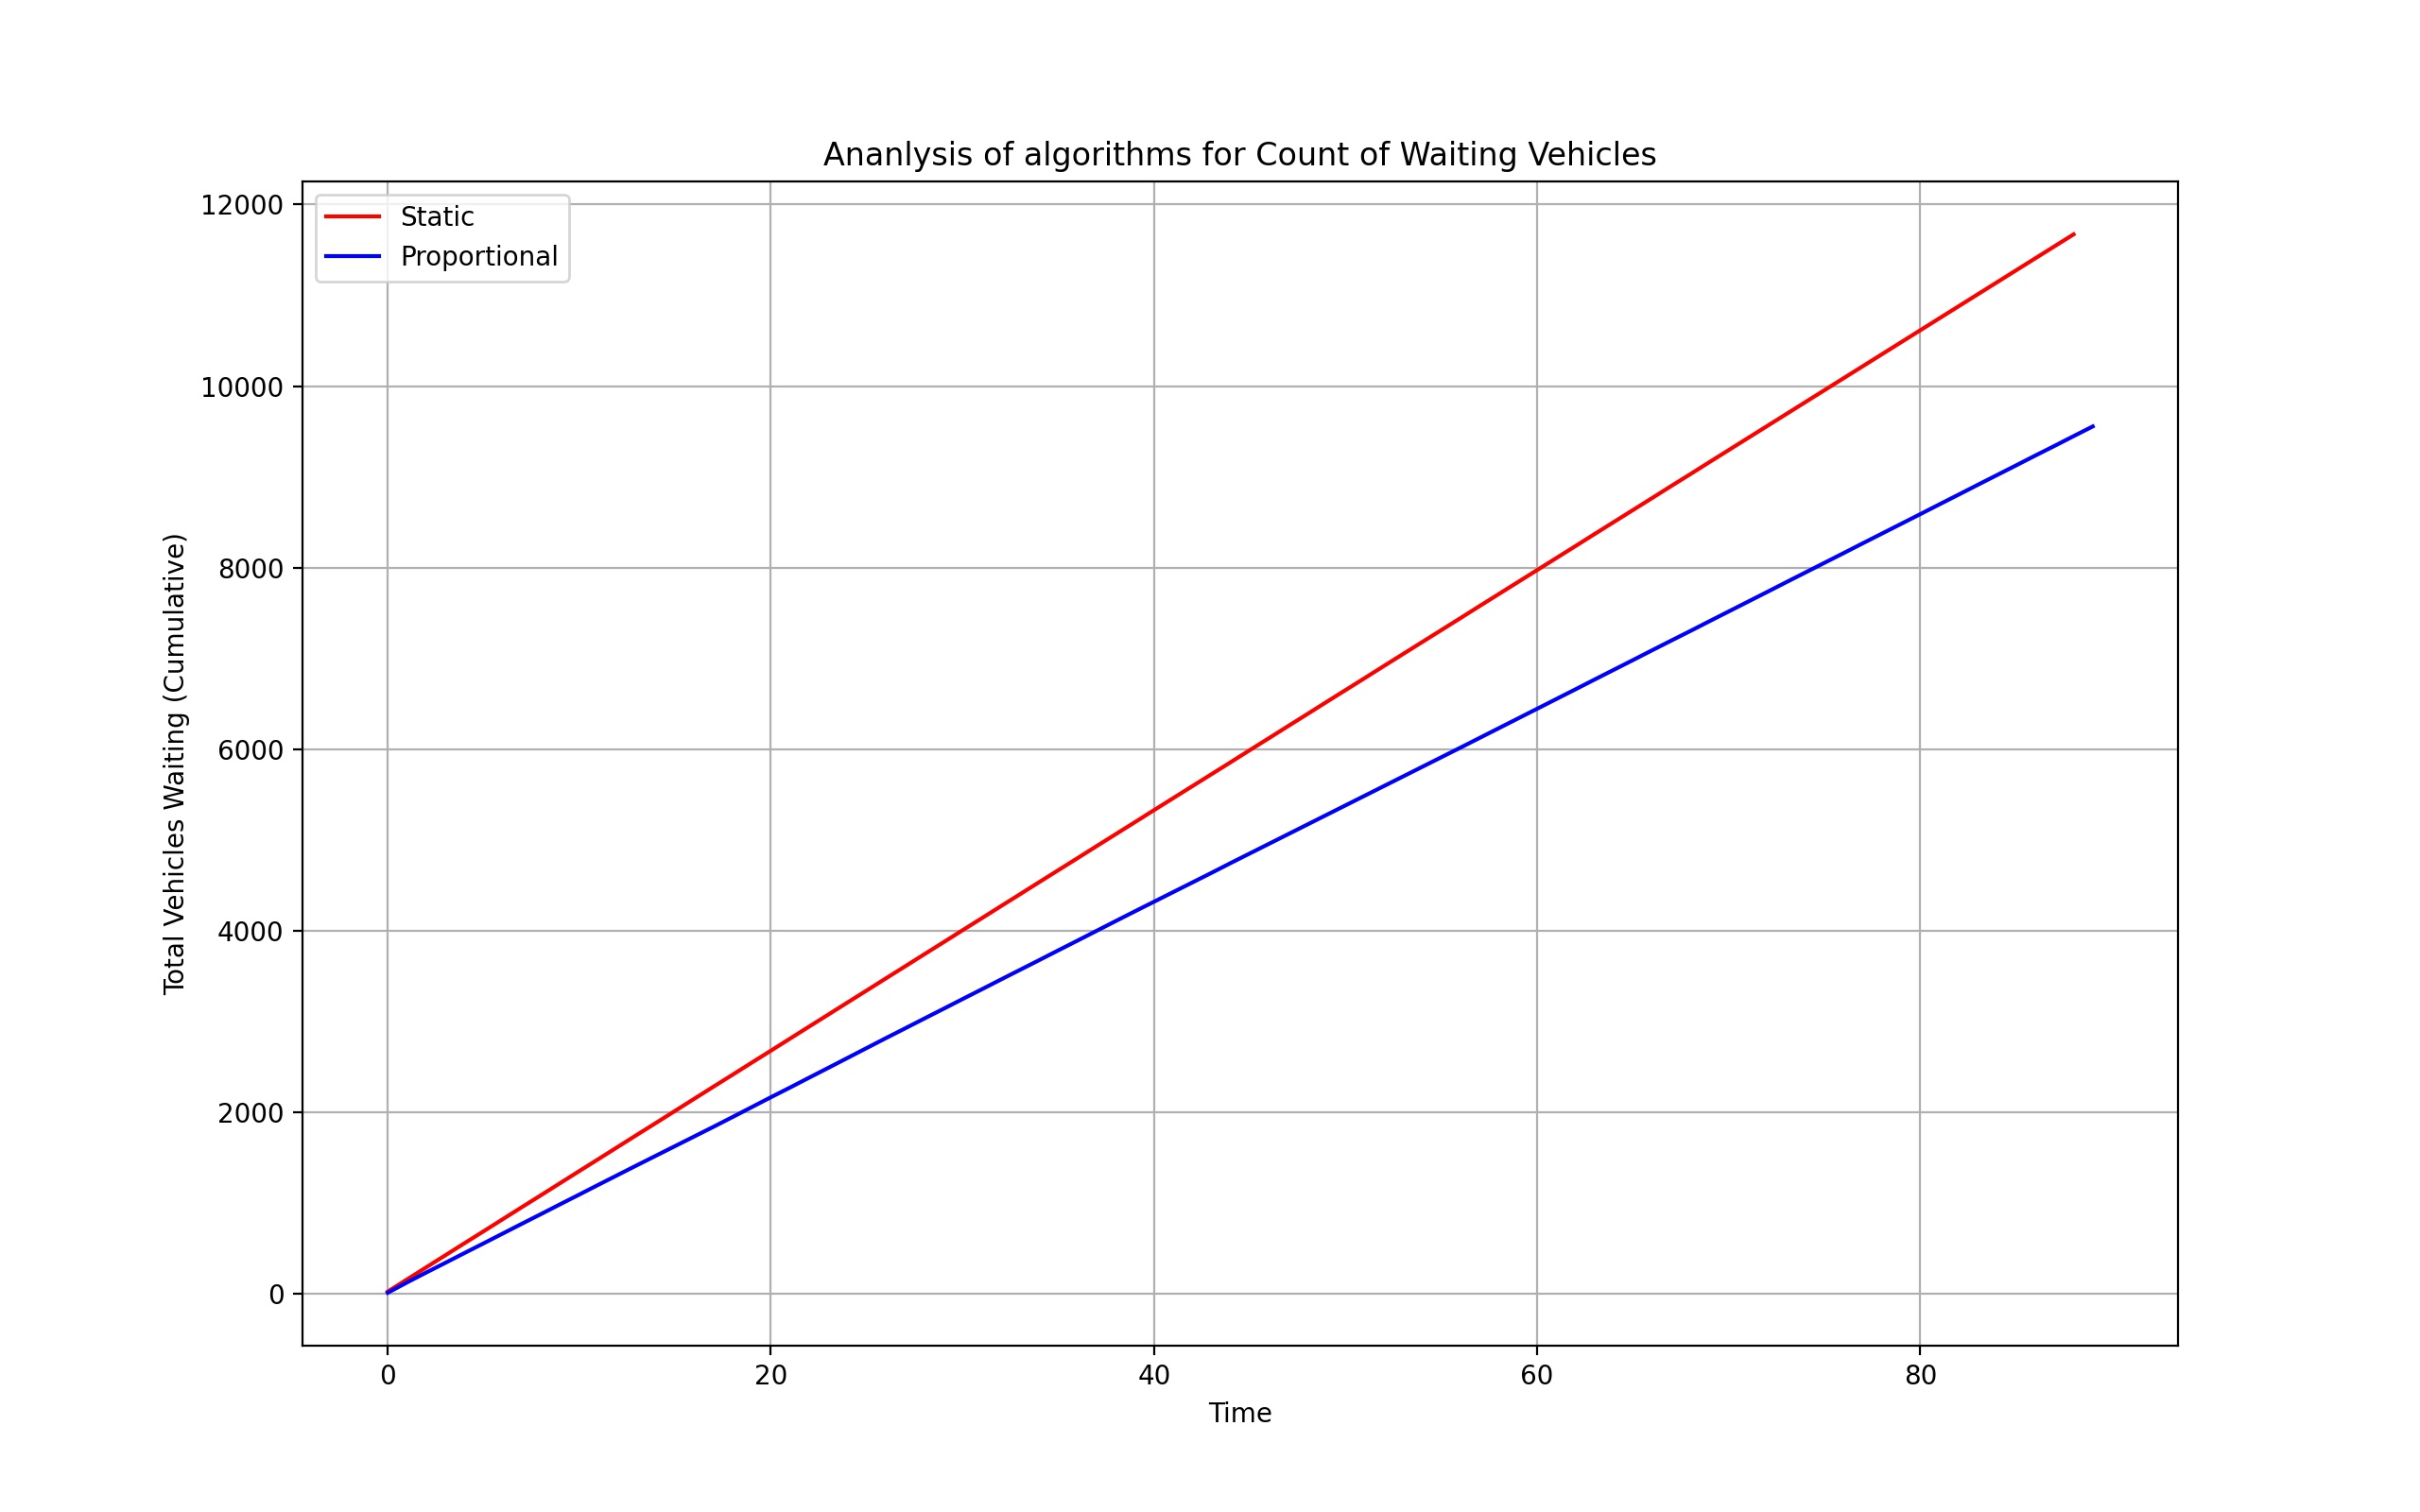 Ananlysis of algorithms for Count of Waiting Vehicles
Static
Proportional
Total Vehicles Waiting (Cumulative)
12000
10000
8000
6000
4000
2000
0
0 20 40 60 80
Time